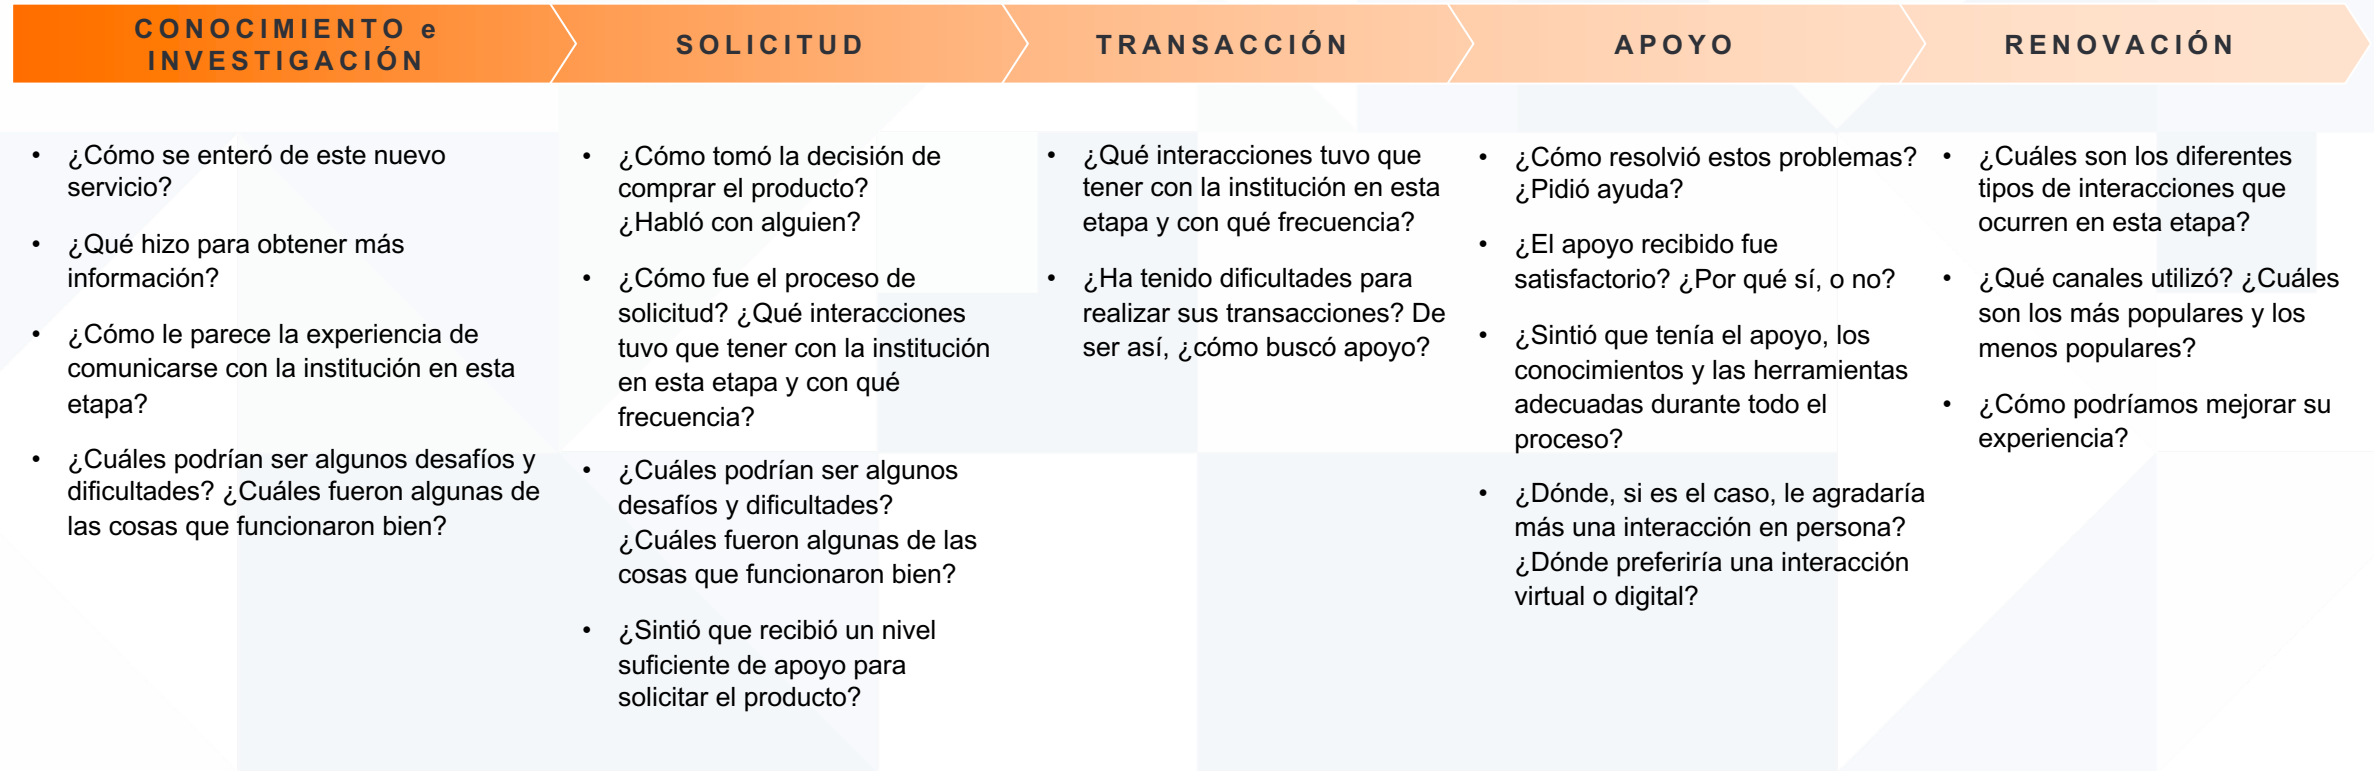 CONOCIMIENTO e
INVESTIGACIÓN
SOLICITUD
TRANSACCIÓN
APOYO
RENOVACIÓN
• ¿Cómo se enteró de este nuevo
servicio?
• ¿Qué hizo para obtener más
información?
• ¿Cómo le parece la experiencia de
comunicarse con la institución en esta
etapa?
• ¿Cuáles podrían ser algunos desafíos y
dificultades? ¿Cuáles fueron algunas de
las cosas que funcionaron bien?
• ¿Cómo tomó la decisión de
comprar el producto?
¿Habló con alguien?
• ¿Cómo fue el proceso de
solicitud? ¿Qué interacciones
tuvo que tener con la institución
en esta etapa y con qué
frecuencia?
• ¿Cuáles podrían ser algunos
desafíos y dificultades?
¿Cuáles fueron algunas de las
cosas que funcionaron bien?
• ¿Sintió que recibió un nivel
suficiente de apoyo para
solicitar el producto?
• ¿Qué interacciones tuvo que
tener con la institución en esta
etapa y con qué frecuencia?
• ¿Ha tenido dificultades para
realizar sus transacciones? De
ser así, ¿cómo buscó apoyo?
• ¿Cómo resolvió estos problemas?
¿Pidió ayuda?
• ¿El apoyo recibido fue
satisfactorio? ¿Por qué sí, o no?
• ¿Sintió que tenía el apoyo, los
conocimientos y las herramientas
adecuadas durante todo el
proceso?
• ¿Dónde, si es el caso, le agradaría
más una interacción en persona?
¿Dónde preferiría una interacción
virtual o digital?
• ¿Cuáles son los diferentes
tipos de interacciones que
ocurren en esta etapa?
• ¿Qué canales utilizó? ¿Cuáles
son los más populares y los
menos populares?
• ¿Cómo podríamos mejorar su
experiencia?